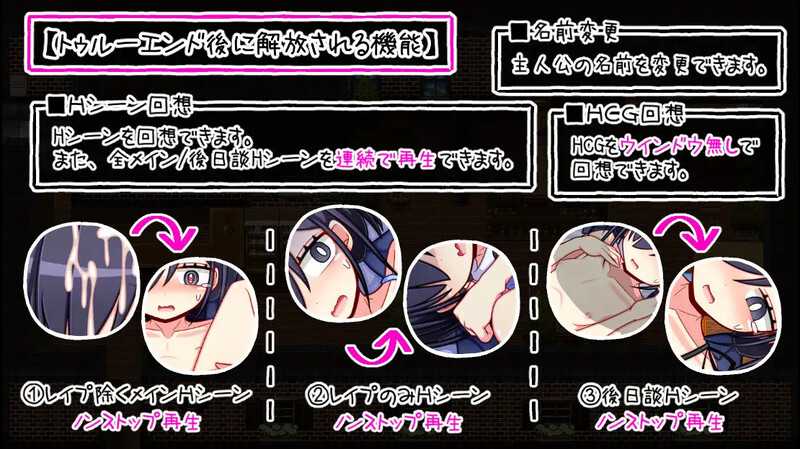 【トゥルーエンド後に解放される機能】
■名前変更
主人公の名前を変更できます。
■Hシーン回想
Hシーンを回想できます。
また、全メイン/後日談Hシーンを連続で再生できます。
■HCG回想
HCGをウインドウ無しで
回想できます。
①レイプ除くメインHシーン
ノンストップ再生
②レイプのみHシーン
ノンストップ再生
③後日談Hシーン
ノンストップ再生